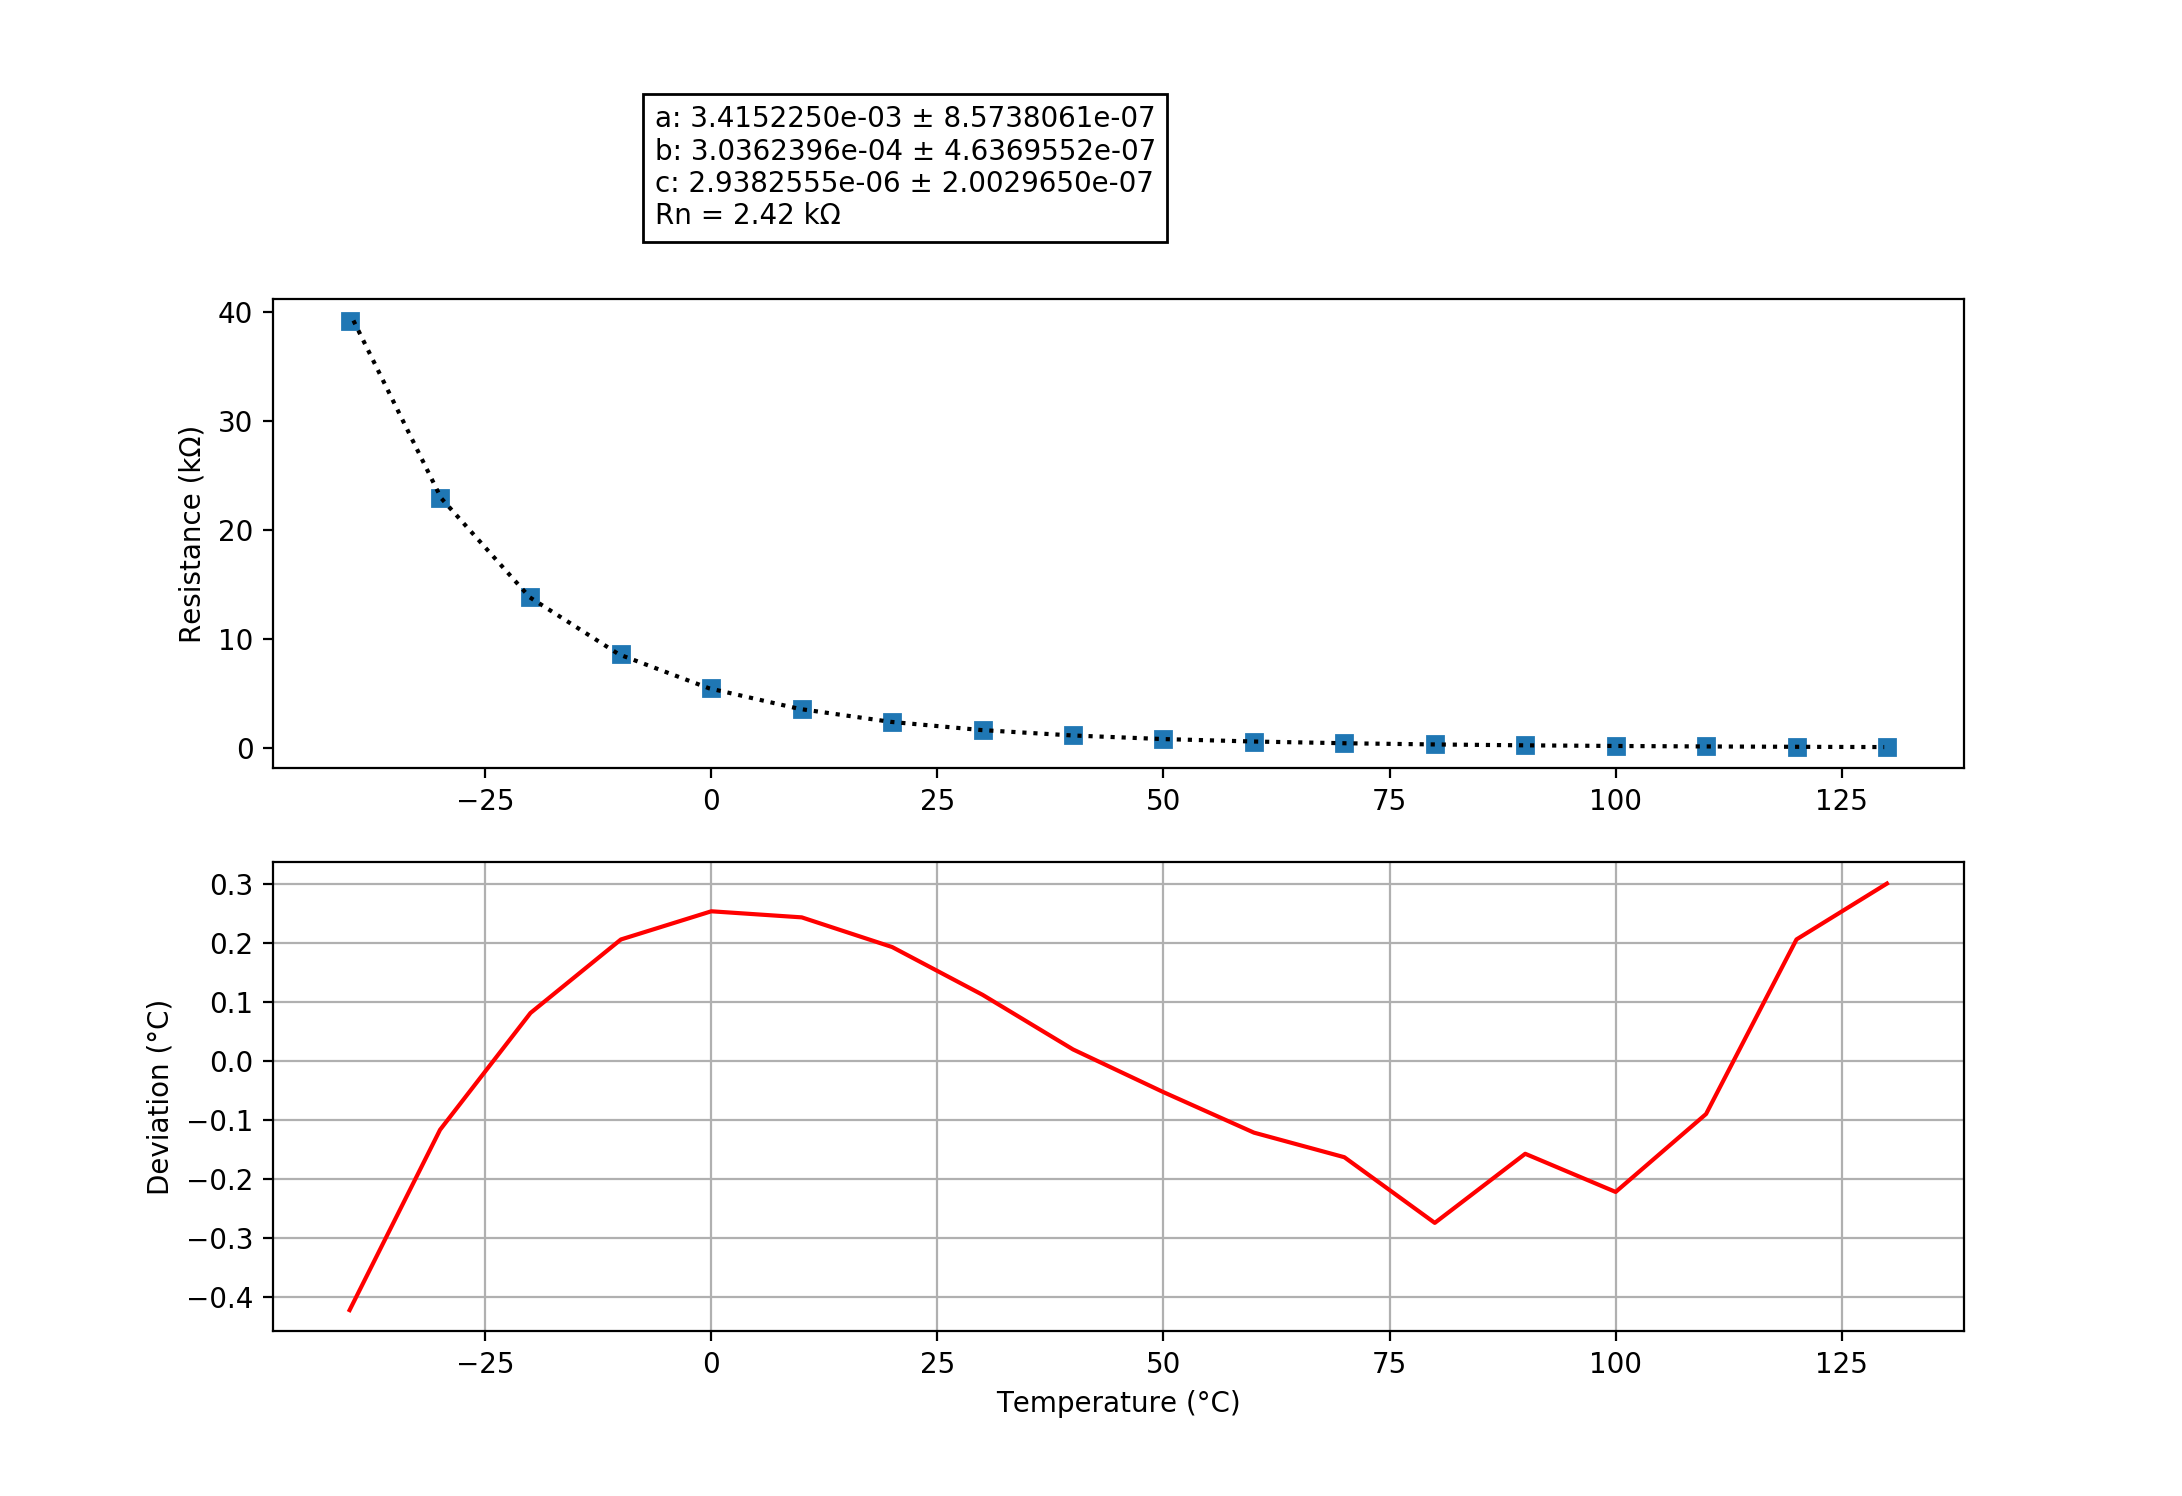 a: 3.4152250e-03 ± 8.5738061e-07
b: 3.0362396e-04 ± 4.6369552e-07
c: 2.9382555e-06 ± 2.0029650e-07
Rn = 2.42 kΩ
40
30
20
10
0
Resistance (kΩ)
−25 0 25 50 75 100 125
0.3
0.2
0.1
0.0
−0.1
−0.2
−0.3
−0.4
Deviation (°C)
−25 0 25 50 75 100 125
Temperature (°C)